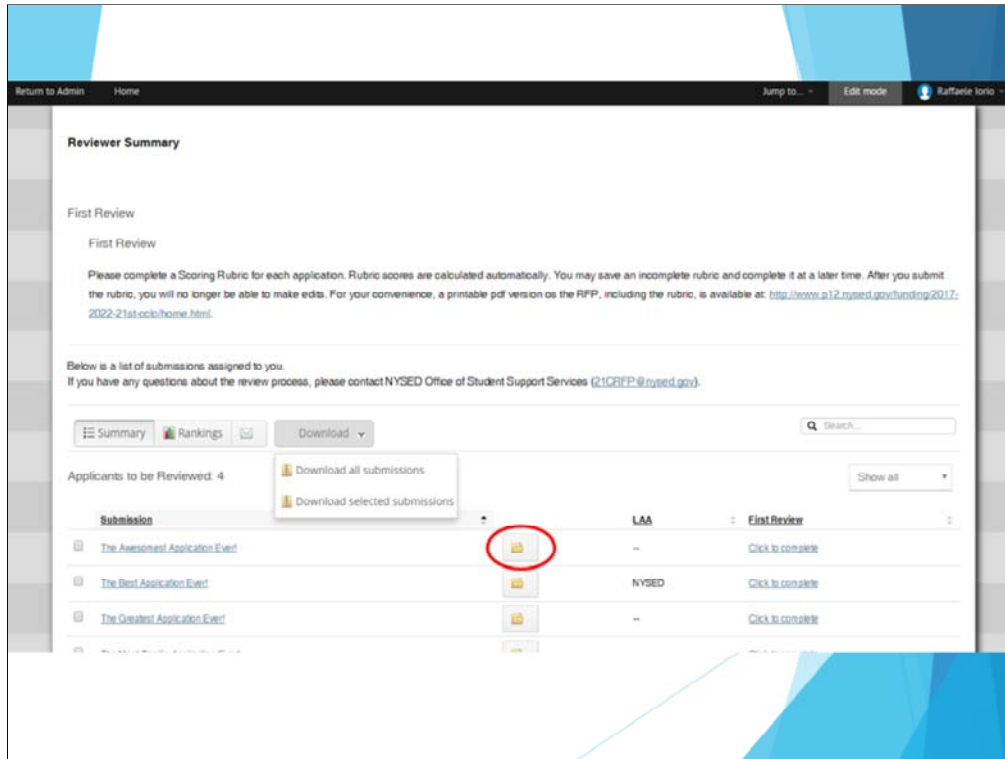 Return to Admin Home Jump to... Edit mode Raffaele Iorio
Reviewer Summary
First Review
First Review
Please complete a Scoring Rubric for each application. Rubric scores are calculated automatically. You may save an incomplete rubric and complete it at a later time. After you submit
the rubric, you will no longer be able to make edits. For your convenience, a printable pdf version os the RFP, including the rubric, is available at: http://www.p12.nysed.gov/funding/2017-
2022-21st-cclc/home.html.
Below is a list of submissions assigned to you.
If you have any questions about the review process, please contact NYSED Office of Student Support Services (21CRFP@nysed.gov).
Summary Rankings Download Search...
Applicants to be Reviewed: 4 Show all
Download all submissions
Download selected submissions
Submission LAA First Review
The Awesomest Application Ever! -- Click to complete
The Best Application Ever! NYSED Click to complete
The Greatest Application Ever! -- Click to complete